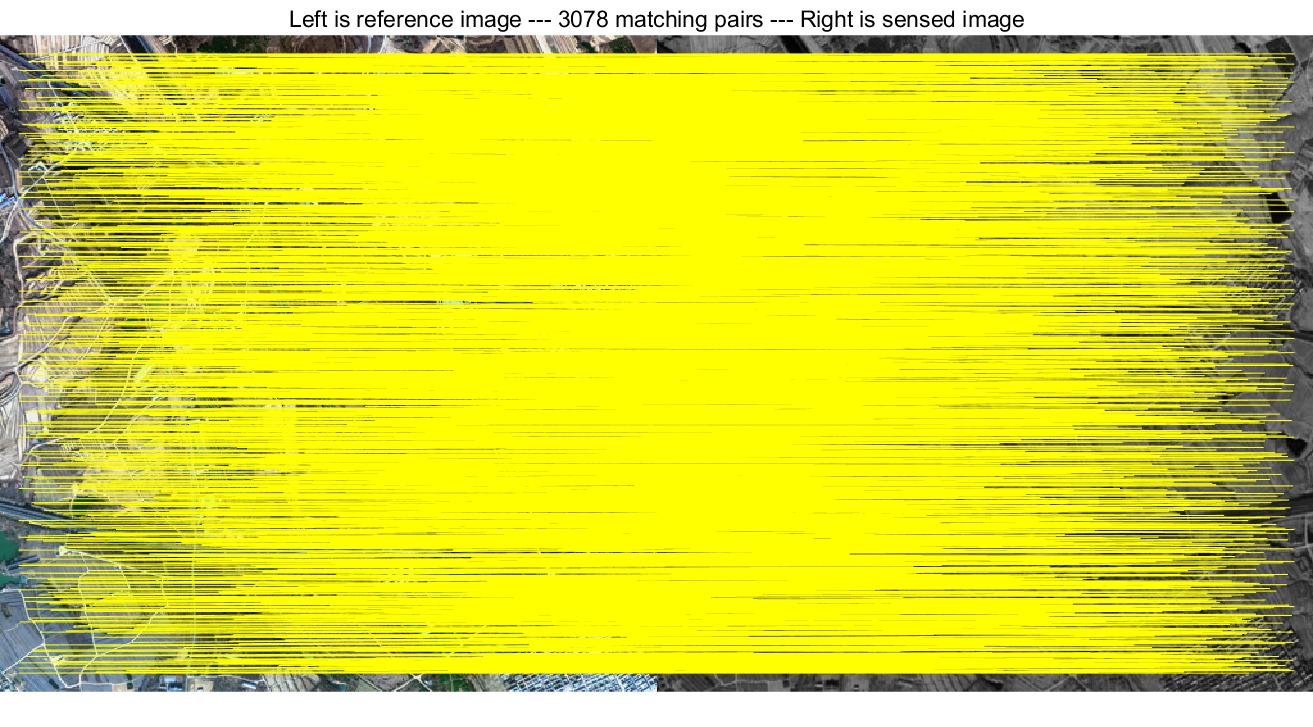 Left is reference image --- 3078 matching pairs --- Right is sensed image